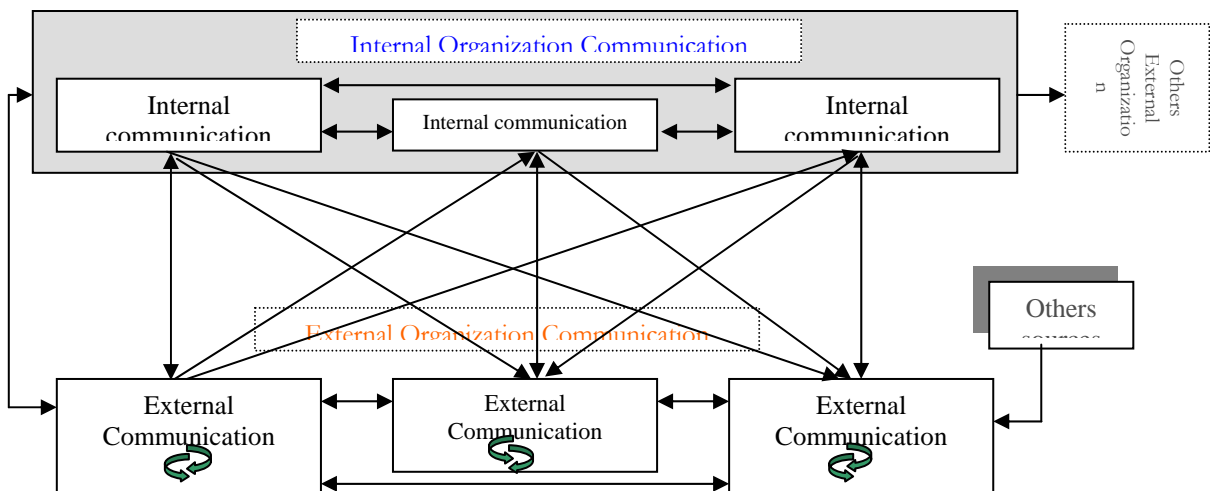 Internal Organization Communication
Internal
communication
Internal communication
Internal
communication
Others
External
Organizatio
n
External Organization Communication
Others
sources
External
Communication
External
Communication
External
Communication